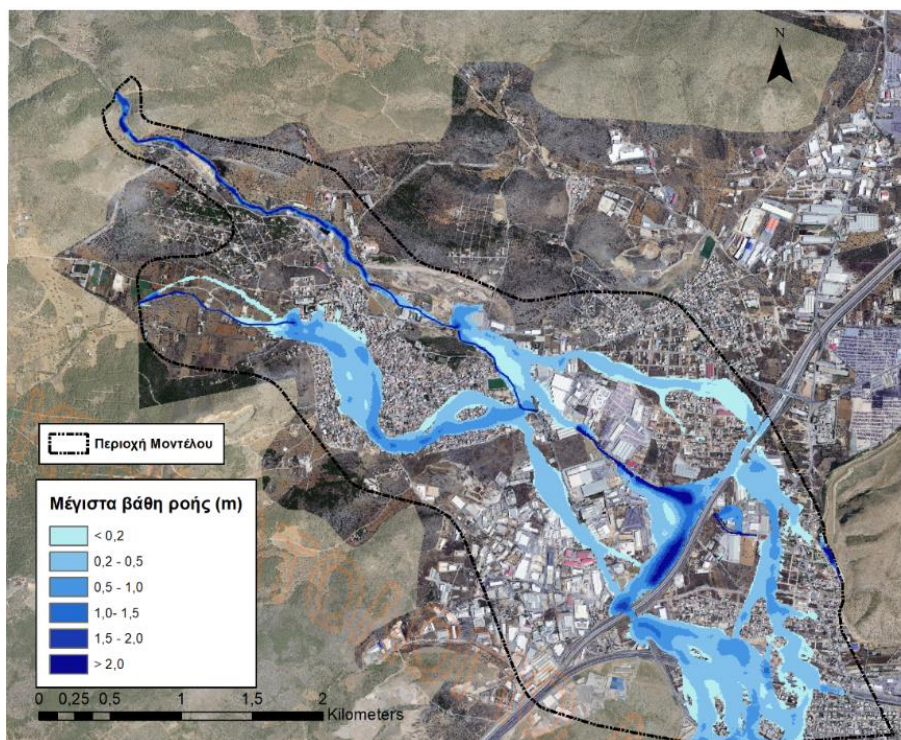 N
Περιοχή Μοντέλου
Μέγιστα βάθη ροής (m)
< 0,2
0,2 - 0,5
0,5 - 1,0
1,0- 1,5
1,5 - 2,0
> 2,0
0 0,25 0,5 1 1,5 2
Kilometers